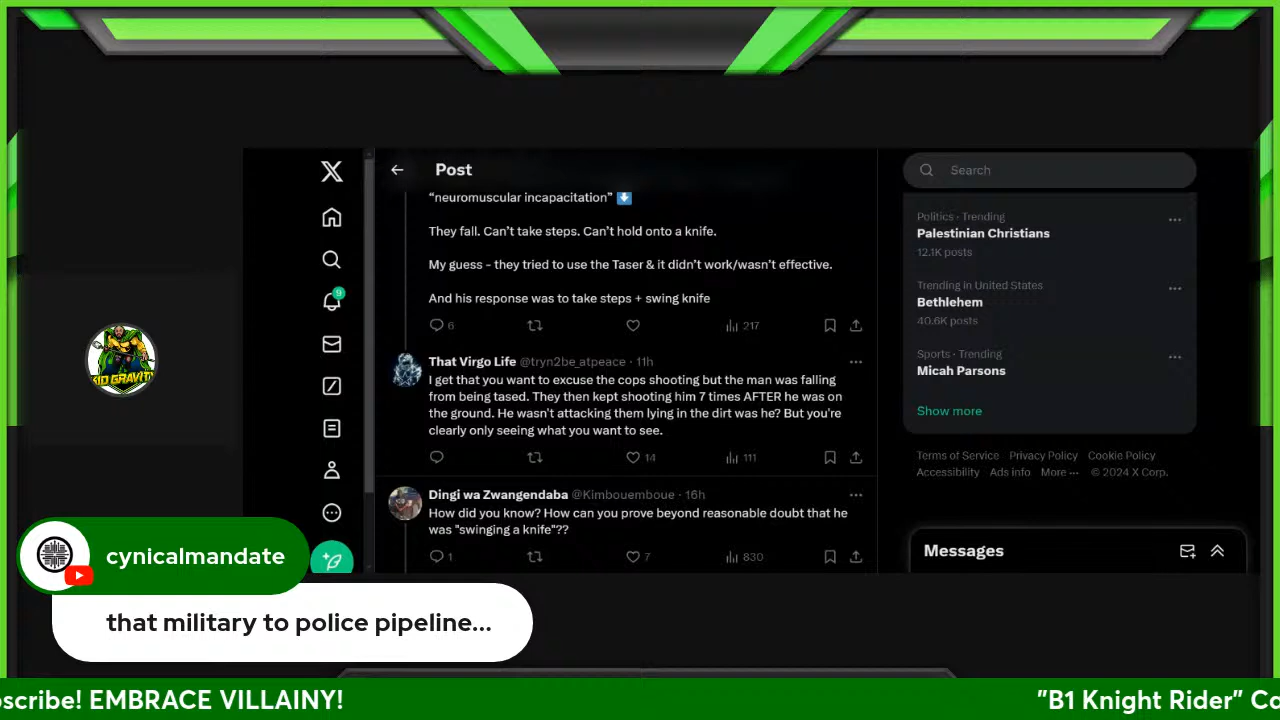 Post
Search
"neuromuscular incapacitation" ⬇
They fall. Can't take steps. Can't hold onto a knife.
My guess - they tried to use the Taser & it didn't work/wasn't effective.
And his response was to take steps + swing knife
6
217
That Virgo Life @tryn2be_atpeace · 11h
I get that you want to excuse the cops shooting but the man was falling
from being tased. They then kept shooting him 7 times AFTER he was on
the ground. He wasn't attacking them lying in the dirt was he? But you're
clearly only seeing what you want to see.
14
111
Dingi wa Zwangendaba @Kimbouemboue · 16h
How did you know? How can you prove beyond reasonable doubt that he
was "swinging a knife"??
1
7
830
Politics · Trending
Palestinian Christians
12.1K posts
Trending in United States
Bethlehem
40.6K posts
Sports · Trending
Micah Parsons
Show more
Terms of Service Privacy Policy Cookie Policy
Accessibility Ads info More ··· © 2024 X Corp.
Messages
9
KID GRAVITY
cynicalmandate
that military to police pipeline...
bscribe! EMBRACE VILLAINY!
"B1 Knight Rider" Co